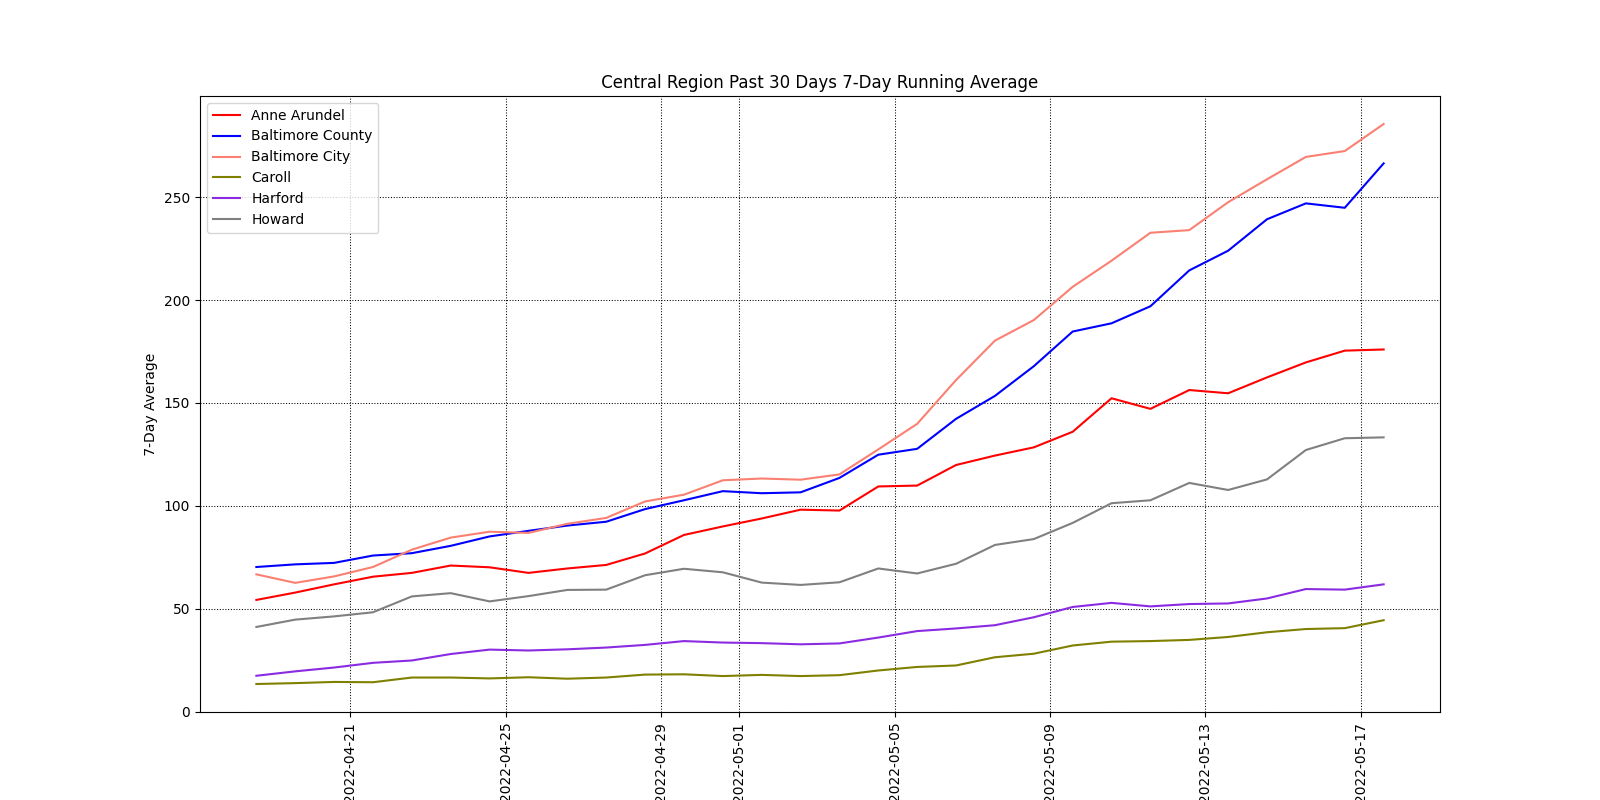 Central Region Past 30 Days 7-Day Running Average
Anne Arundel
Baltimore County
Baltimore City
Caroll
Harford
Howard
7-Day Average
250
200
150
100
50
0
2022-04-21
2022-04-25
2022-04-29
2022-05-01
2022-05-05
2022-05-09
2022-05-13
2022-05-17